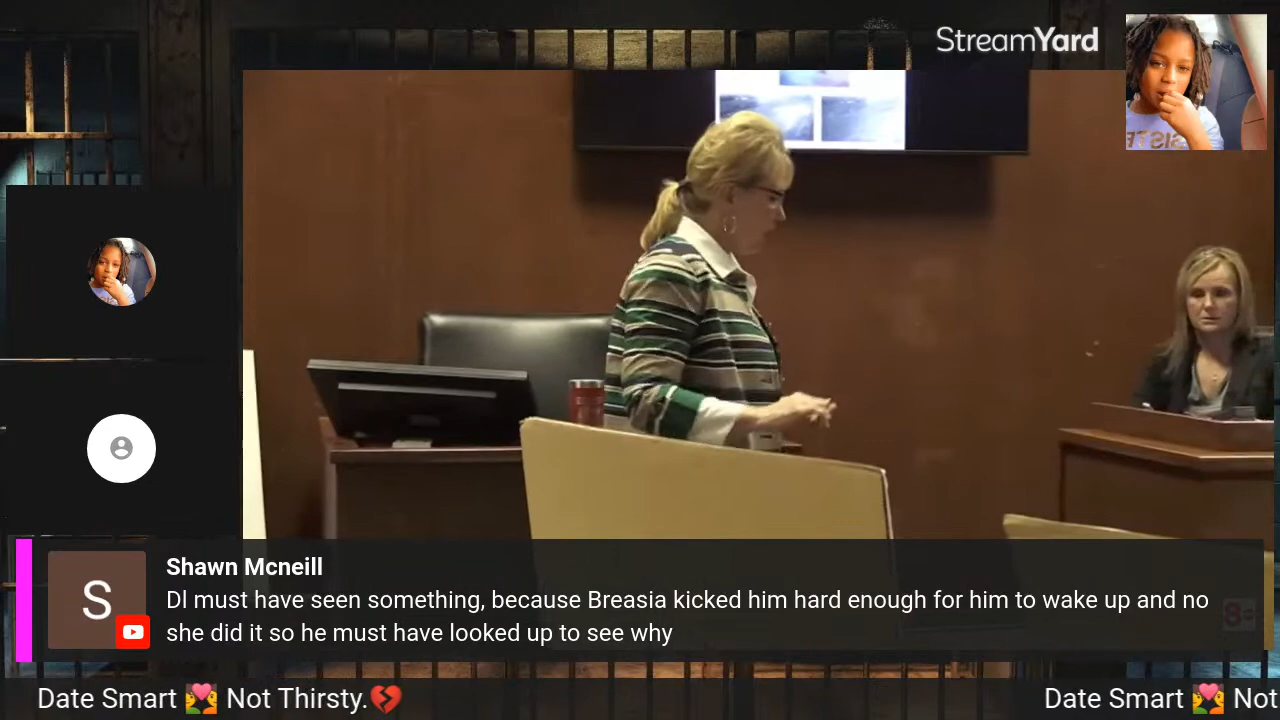 StreamYard
Shawn Mcneill
Dl must have seen something, because Breasia kicked him hard enough for him to wake up and no
she did it so he must have looked up to see why
S
8
Date Smart 💏 Not Thirsty.💔
Date Smart 💏 Not